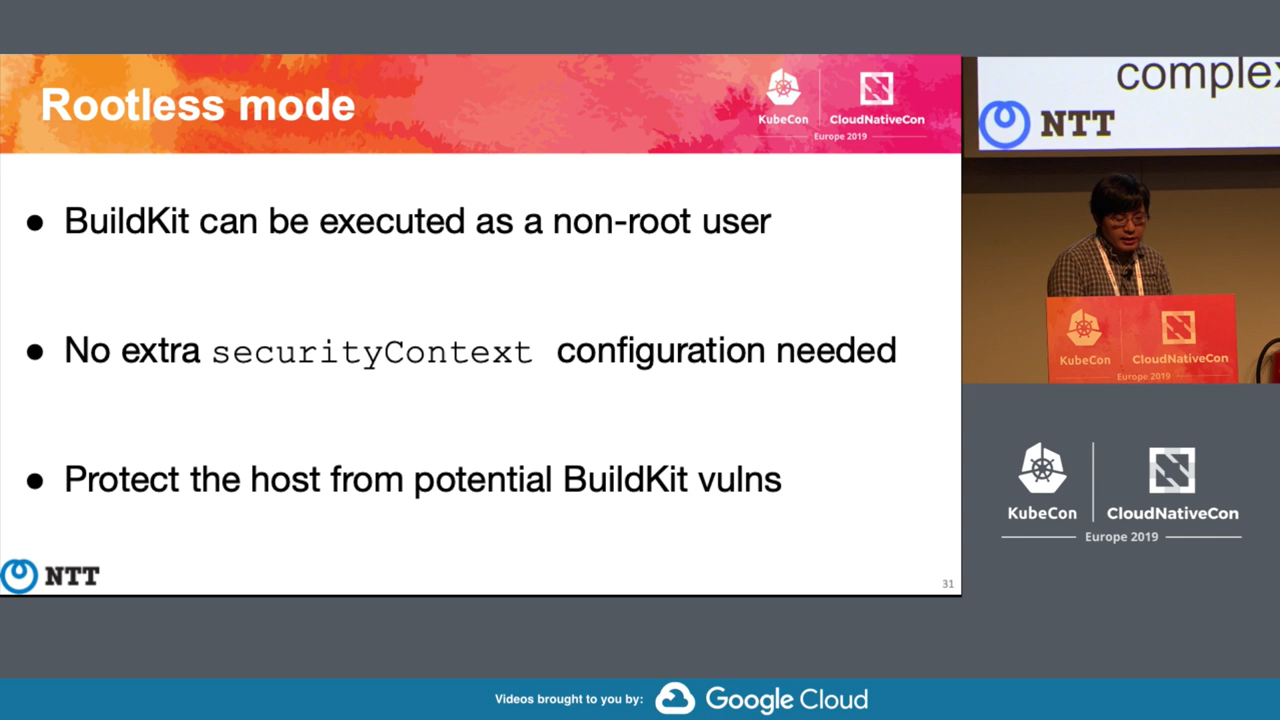 Rootless mode
KubeCon
CloudNativeCon
Europe 2019
● BuildKit can be executed as a non-root user
● No extra securityContext configuration needed
● Protect the host from potential BuildKit vulns
NTT
31
complex
NTT
KubeCon
CloudNativeCon
Europe 2019
KubeCon
CloudNativeCon
Europe 2019
Videos brought to you by: Google Cloud